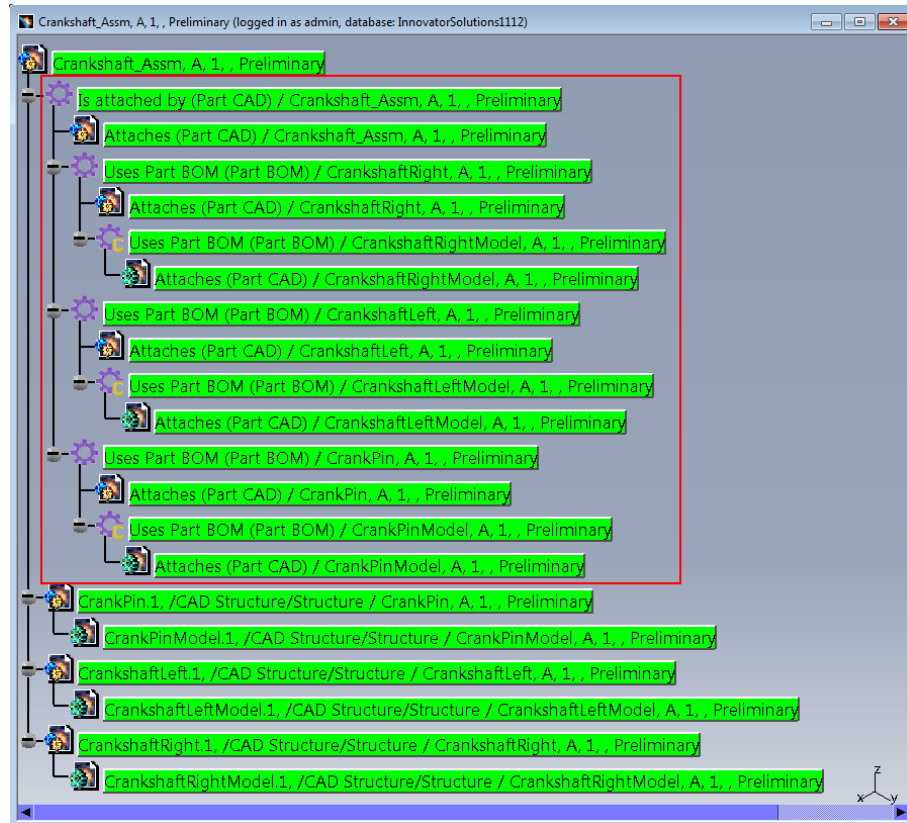 Crankshaft_Assm, A, 1, , Preliminary (logged in as admin, database: InnovatorSolutions1112)
Crankshaft_Assm, A, 1, , Preliminary
Is attached by (Part CAD) / Crankshaft_Assm, A, 1, , Preliminary
Attaches (Part CAD) / Crankshaft_Assm, A, 1, , Preliminary
Uses Part BOM (Part BOM) / CrankshaftRight, A, 1, , Preliminary
Attaches (Part CAD) / CrankshaftRight, A, 1, , Preliminary
C Uses Part BOM (Part BOM) / CrankshaftRightModel, A, 1, , Preliminary
Attaches (Part CAD) / CrankshaftRightModel, A, 1, , Preliminary
Uses Part BOM (Part BOM) / CrankshaftLeft, A, 1, , Preliminary
Attaches (Part CAD) / CrankshaftLeft, A, 1, , Preliminary
C Uses Part BOM (Part BOM) / CrankshaftLeftModel, A, 1, , Preliminary
Attaches (Part CAD) / CrankshaftLeftModel, A, 1, , Preliminary
Uses Part BOM (Part BOM) / CrankPin, A, 1, , Preliminary
Attaches (Part CAD) / CrankPin, A, 1, , Preliminary
C Uses Part BOM (Part BOM) / CrankPinModel, A, 1, , Preliminary
Attaches (Part CAD) / CrankPinModel, A, 1, , Preliminary
CrankPin.1, /CAD Structure/Structure / CrankPin, A, 1, , Preliminary
CrankPinModel.1, /CAD Structure/Structure / CrankPinModel, A, 1, , Preliminary
CrankshaftLeft.1, /CAD Structure/Structure / CrankshaftLeft, A, 1, , Preliminary
CrankshaftLeftModel.1, /CAD Structure/Structure / CrankshaftLeftModel, A, 1, , Preliminary
CrankshaftRight.1, /CAD Structure/Structure / CrankshaftRight, A, 1, , Preliminary
CrankshaftRightModel.1, /CAD Structure/Structure / CrankshaftRightModel, A, 1, , Preliminary
z
x y